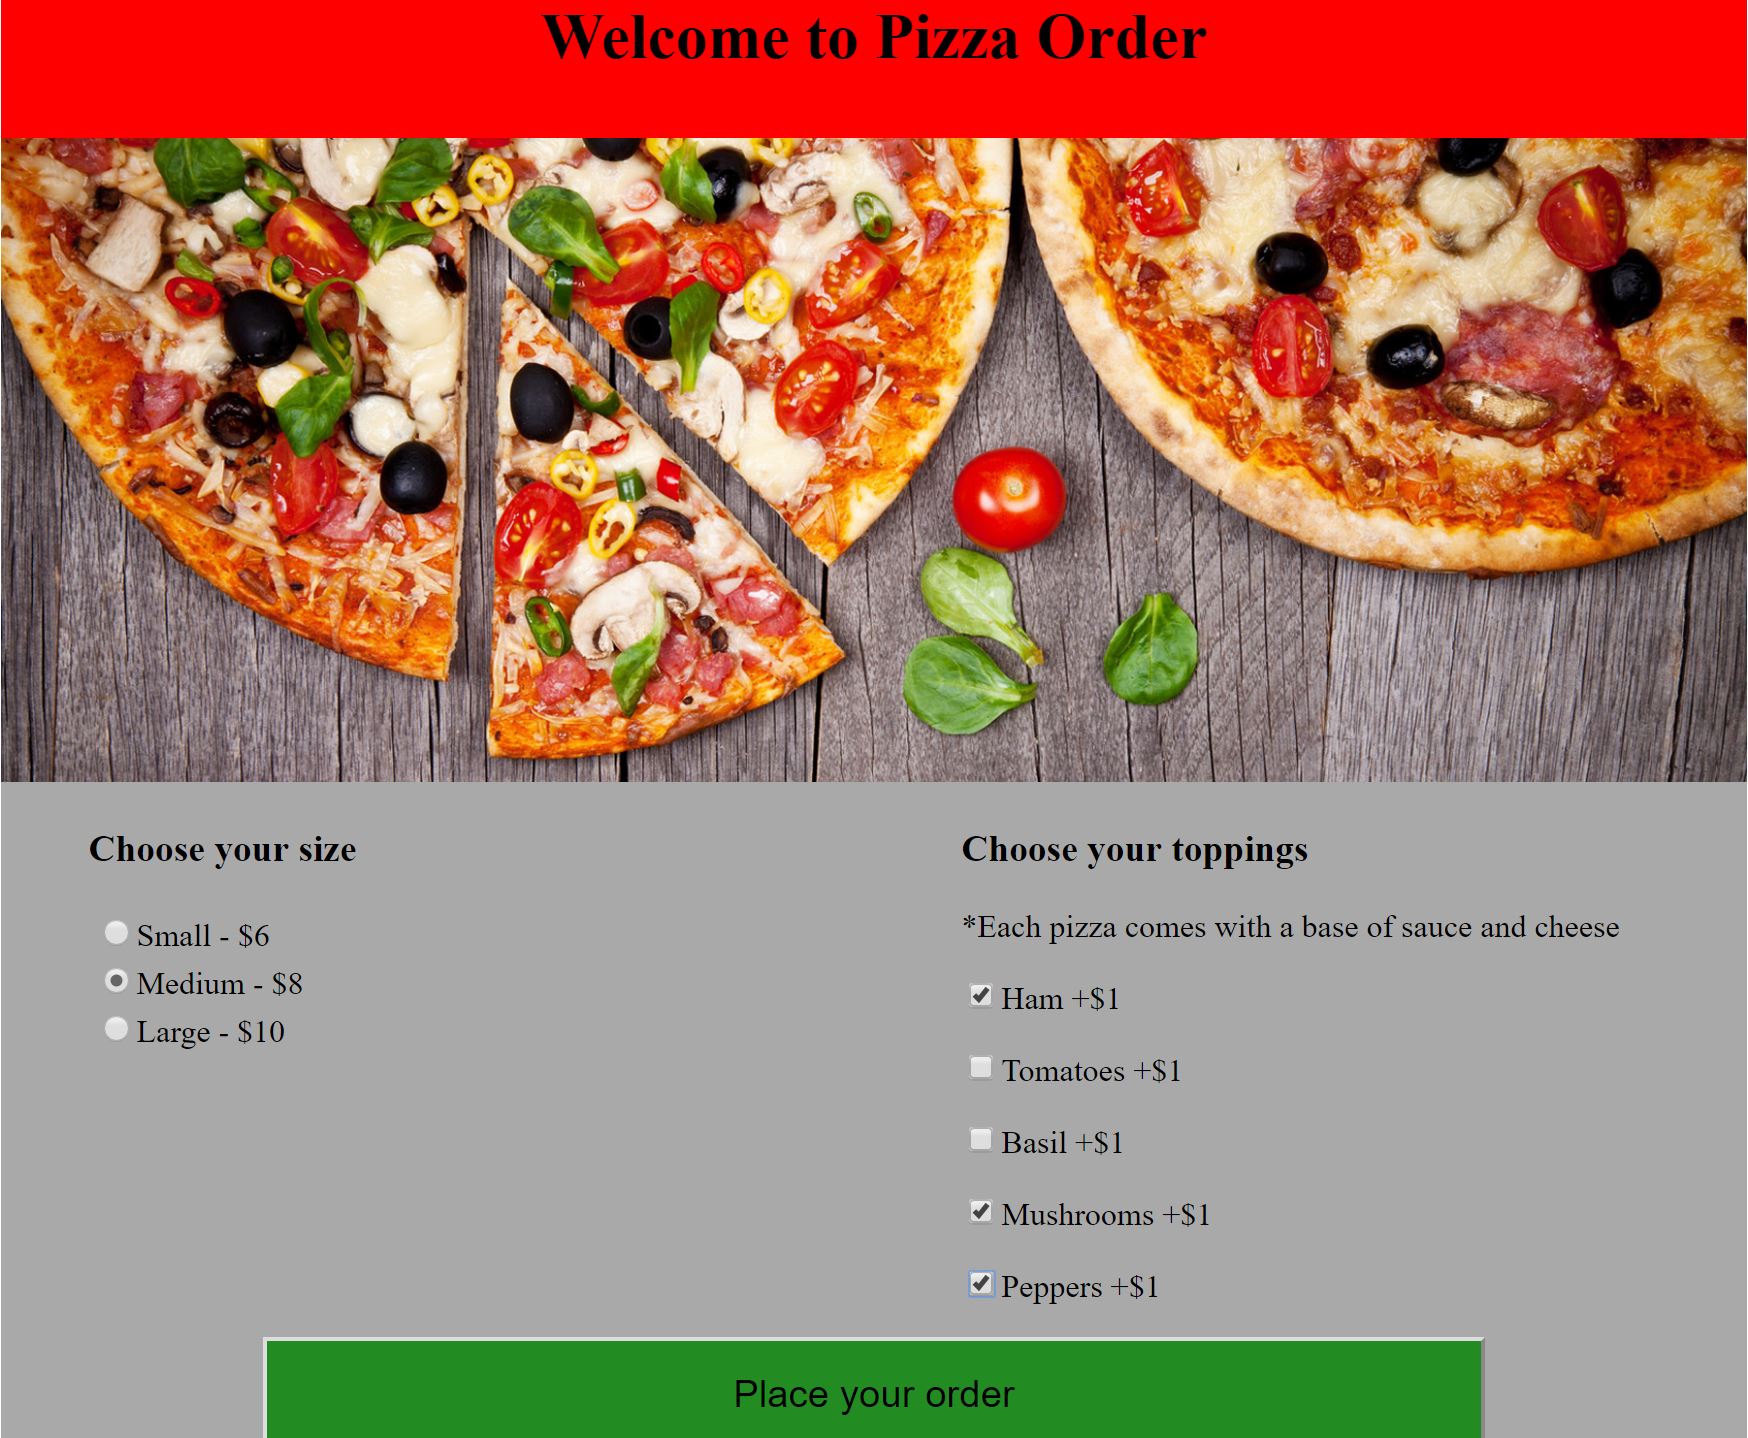 Welcome to Pizza Order
Choose your size
Small - $6
Medium - $8
Large - $10
Choose your toppings
*Each pizza comes with a base of sauce and cheese
Ham +$1
Tomatoes +$1
Basil +$1
Mushrooms +$1
Peppers +$1
Place your order